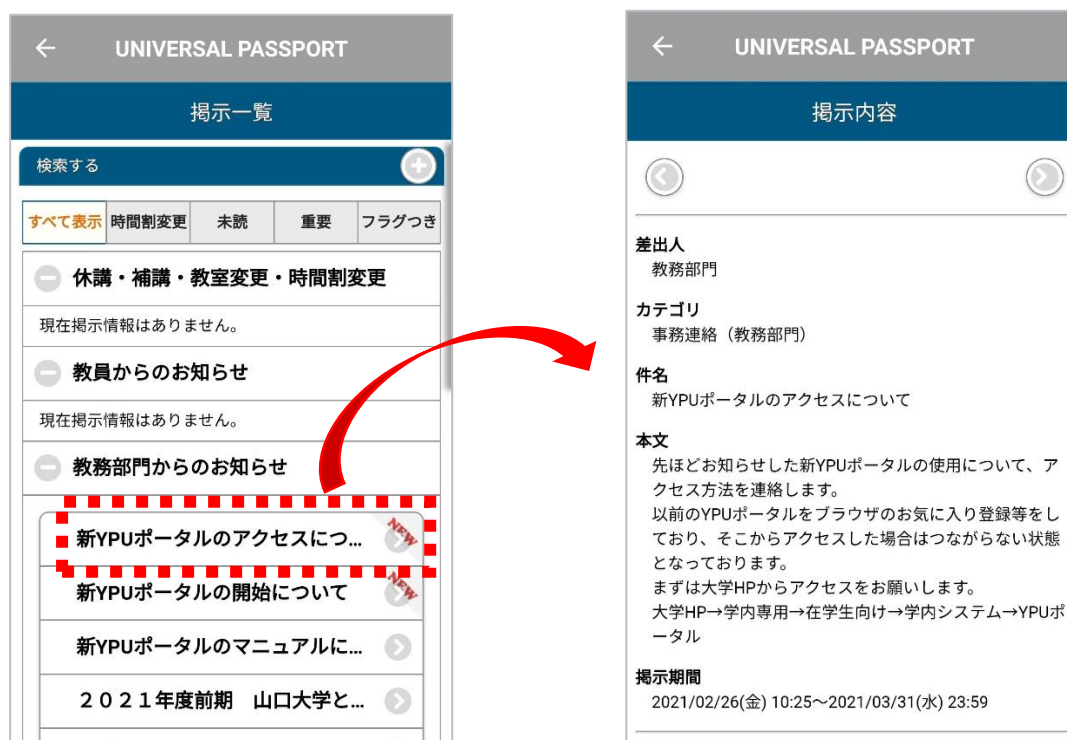 ← UNIVERSAL PASSPORT
掲示一覧
検索する
すべて表示 時間割変更 未読 重要 フラグつき
休講・補講・教室変更・時間割変更
現在掲示情報はありません。
教員からのお知らせ
現在掲示情報はありません。
教務部門からのお知らせ
新YPUポータルのアクセスにつ... NEW
新YPUポータルの開始について NEW
新YPUポータルのマニュアルに...
２０２１年度前期　山口大学と...
← UNIVERSAL PASSPORT
掲示内容
差出人
教務部門
カテゴリ
事務連絡（教務部門）
件名
新YPUポータルのアクセスについて
本文
先ほどお知らせした新YPUポータルの使用について、ア
クセス方法を連絡します。
以前のYPUポータルをブラウザのお気に入り登録等をし
ており、そこからアクセスした場合はつながらない状態
となっております。
まずは大学HPからアクセスをお願いします。
大学HP→学内専用→在学生向け→学内システム→YPUポ
ータル
掲示期間
2021/02/26(金) 10:25～2021/03/31(水) 23:59